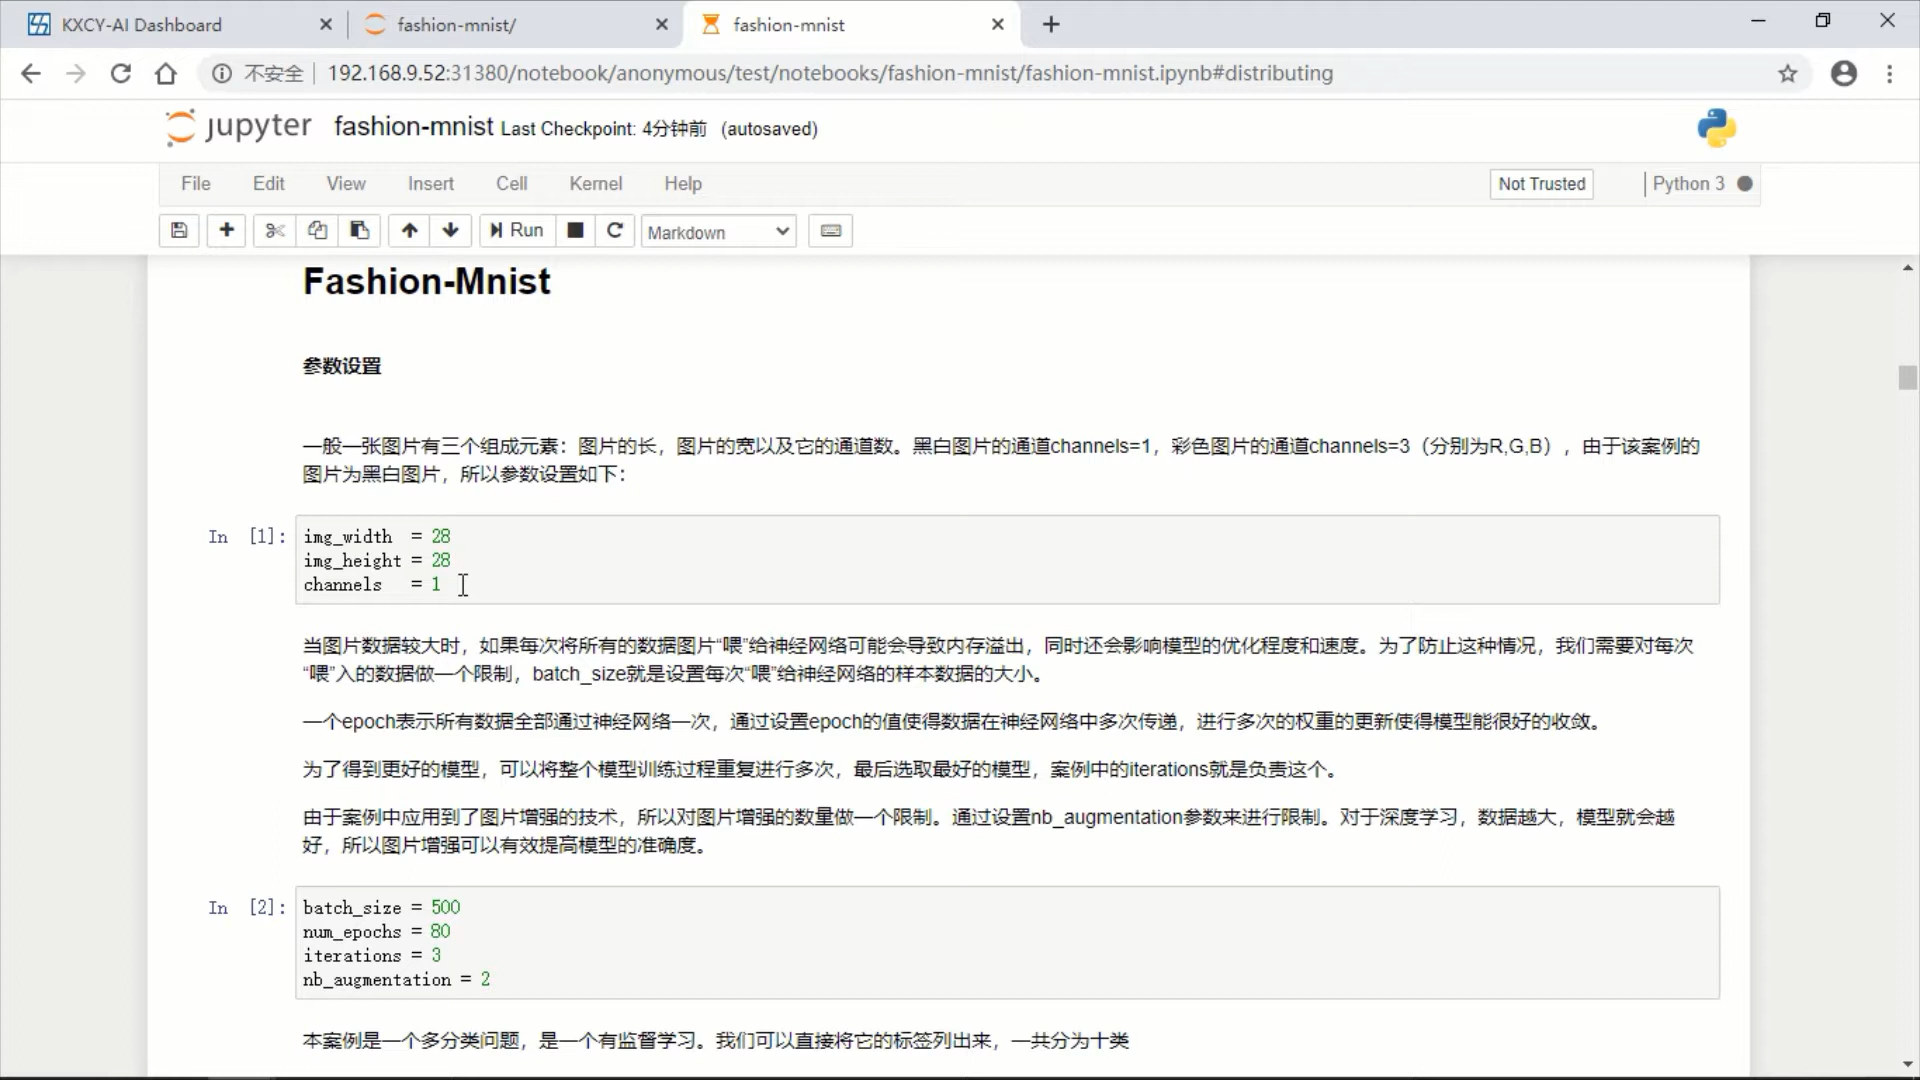 KXCY-AI Dashboard
fashion-mnist/
fashion-mnist
不安全
192.168.9.52:31380/notebook/anonymous/test/notebooks/fashion-mnist/fashion-mnist.ipynb#distributing
jupyter fashion-mnist Last Checkpoint: 4分钟前 (autosaved)
File Edit View Insert Cell Kernel Help Not Trusted Python 3
Run Markdown
Fashion-Mnist
参数设置
一般一张图片有三个组成元素：图片的长，图片的宽以及它的通道数。黑白图片的通道channels=1，彩色图片的通道channels=3（分别为R,G,B），由于该案例的
图片为黑白图片，所以参数设置如下：
In [1]: img_width = 28
img_height = 28
channels = 1
当图片数据较大时，如果每次将所有的数据图片“喂”给神经网络可能会导致内存溢出，同时还会影响模型的优化程度和速度。为了防止这种情况，我们需要对每次
“喂”入的数据做一个限制，batch_size就是设置每次“喂”给神经网络的样本数据的大小。
一个epoch表示所有数据全部通过神经网络一次，通过设置epoch的值使得数据在神经网络中多次传递，进行多次的权重的更新使得模型能很好的收敛。
为了得到更好的模型，可以将整个模型训练过程重复进行多次，最后选取最好的模型，案例中的iterations就是负责这个。
由于案例中应用到了图片增强的技术，所以对图片增强的数量做一个限制。通过设置nb_augmentation参数来进行限制。对于深度学习，数据越大，模型就会越
好，所以图片增强可以有效提高模型的准确度。
In [2]: batch_size = 500
num_epochs = 80
iterations = 3
nb_augmentation = 2
本案例是一个多分类问题，是一个有监督学习。我们可以直接将它的标签列出来，一共分为十类